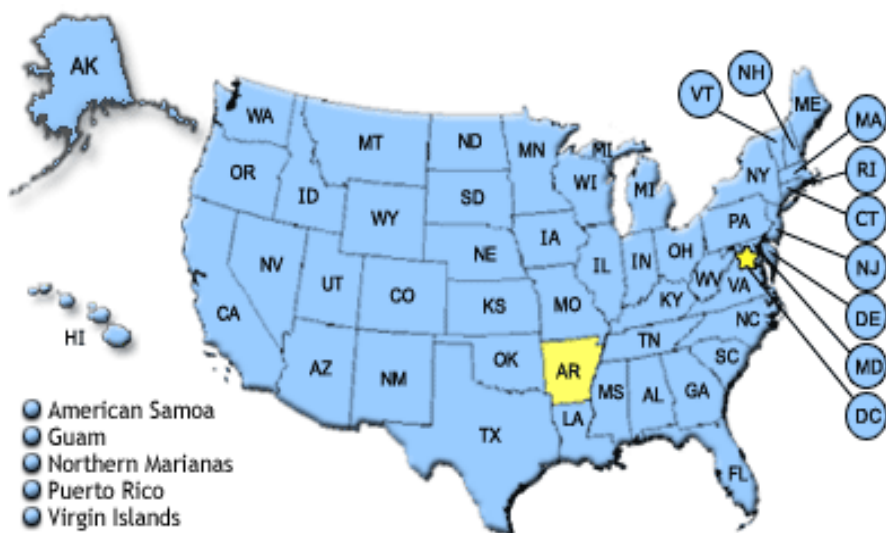 AK
WA
MT
ND
MN
MI
VT
NH
ME
MA
OR
ID
SD
WI
MI
NY
RI
WY
IA
PA
CT
NE
IL
IN
OH
NJ
NV
UT
CO
KS
MO
WV
VA
KY
DE
CA
HI
AZ
NM
OK
AR
TN
NC
SC
MD
MS
AL
GA
DC
TX
LA
FL
American Samoa
Guam
Northern Marianas
Puerto Rico
Virgin Islands